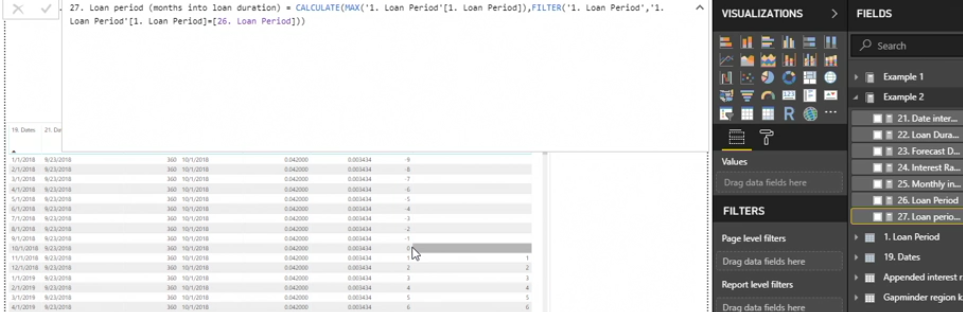 27. Loan period (months into loan duration) = CALCULATE(MAX('1. Loan Period'[1. Loan Period]),FILTER('1. Loan Period','1.
Loan Period'[1. Loan Period]=[26. Loan Period]))
VISUALIZATIONS
FIELDS
Search
Example 1
Example 2
21. Date inter...
22. Loan Dura...
23. Forecast D...
24. Interest Ra...
25. Monthly in...
26. Loan Period
27. Loan perio...
1. Loan Period
19. Dates
Appended interest r
Gapminder region k
R
Values
Drag data fields here
FILTERS
Page level filters
Drag data fields here
Report level filters
Drag data fields here
19. Dates 21. Da
1/1/2018 9/23/2018 360 10/1/2018 0.042000 0.003434 -9
2/1/2018 9/23/2018 360 10/1/2018 0.042000 0.003434 -8
3/1/2018 9/23/2018 360 10/1/2018 0.042000 0.003434 -7
4/1/2018 9/23/2018 360 10/1/2018 0.042000 0.003434 -6
5/1/2018 9/23/2018 360 10/1/2018 0.042000 0.003434 -5
6/1/2018 9/23/2018 360 10/1/2018 0.042000 0.003434 -4
7/1/2018 9/23/2018 360 10/1/2018 0.042000 0.003434 -3
8/1/2018 9/23/2018 360 10/1/2018 0.042000 0.003434 -2
9/1/2018 9/23/2018 360 10/1/2018 0.042000 0.003434 -1
10/1/2018 9/23/2018 360 10/1/2018 0.042000 0.003434 0
11/1/2018 9/23/2018 360 10/1/2018 0.042000 0.003434 1 1
12/1/2018 9/23/2018 360 10/1/2018 0.042000 0.003434 2 2
1/1/2019 9/23/2018 360 10/1/2018 0.042000 0.003434 3 3
2/1/2019 9/23/2018 360 10/1/2018 0.042000 0.003434 4 4
3/1/2019 9/23/2018 360 10/1/2018 0.042000 0.003434 5 5
4/1/2019 9/23/2018 360 10/1/2018 0.042000 0.003434 6 6